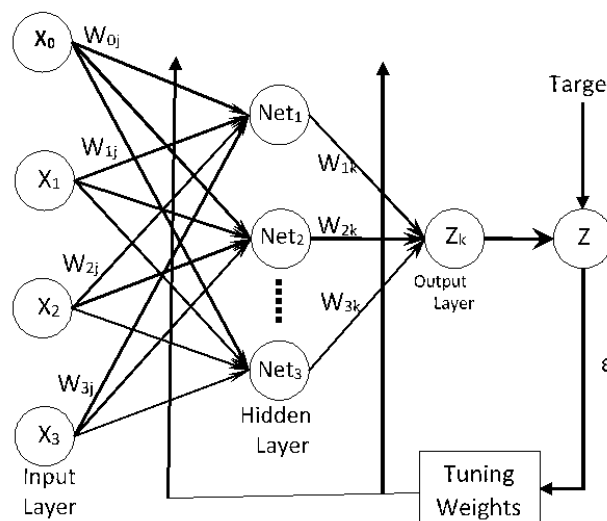 X₀
W₀ⱼ
Net₁
Targe
W₁ⱼ
X₁
W₁ₖ
W₂ₖ
Net₂
Zₖ
Z
W₂ⱼ
X₂
Output
Layer
W₃ₖ
Net₃
W₃ⱼ
Hidden
Layer
X₃
Input
Layer
Tuning
Weights